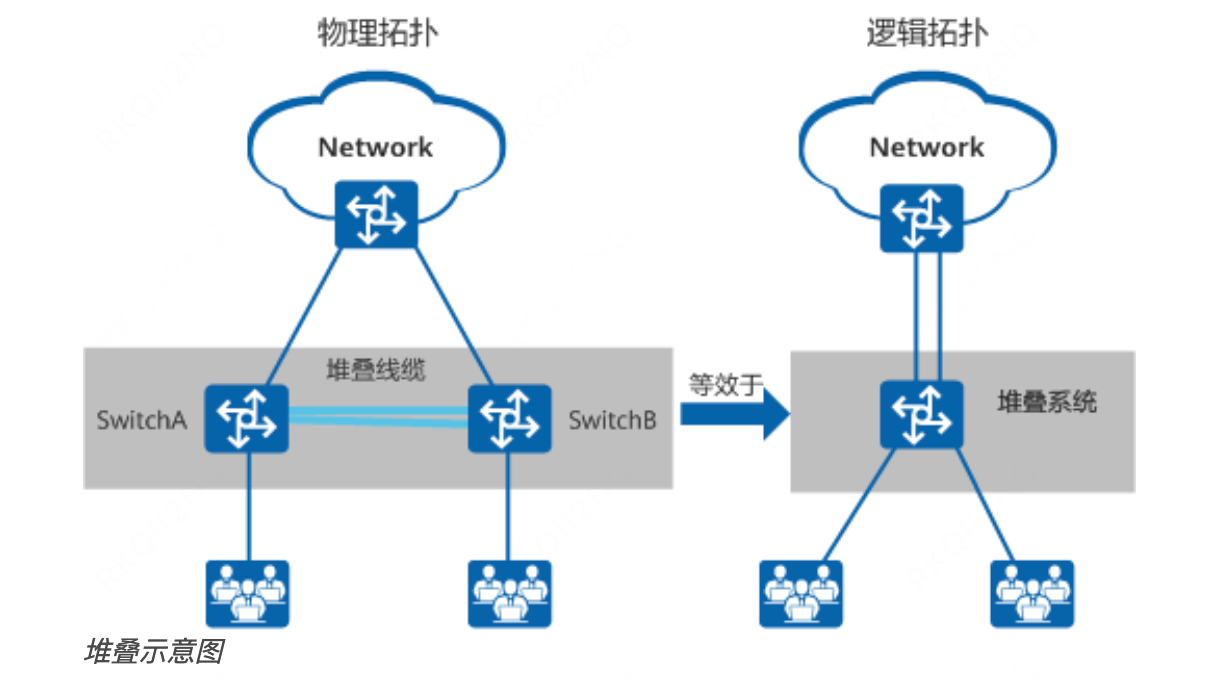 物理拓扑
逻辑拓扑
Network
Network
堆叠线缆
等效于
SwitchA
SwitchB
堆叠系统
堆叠示意图